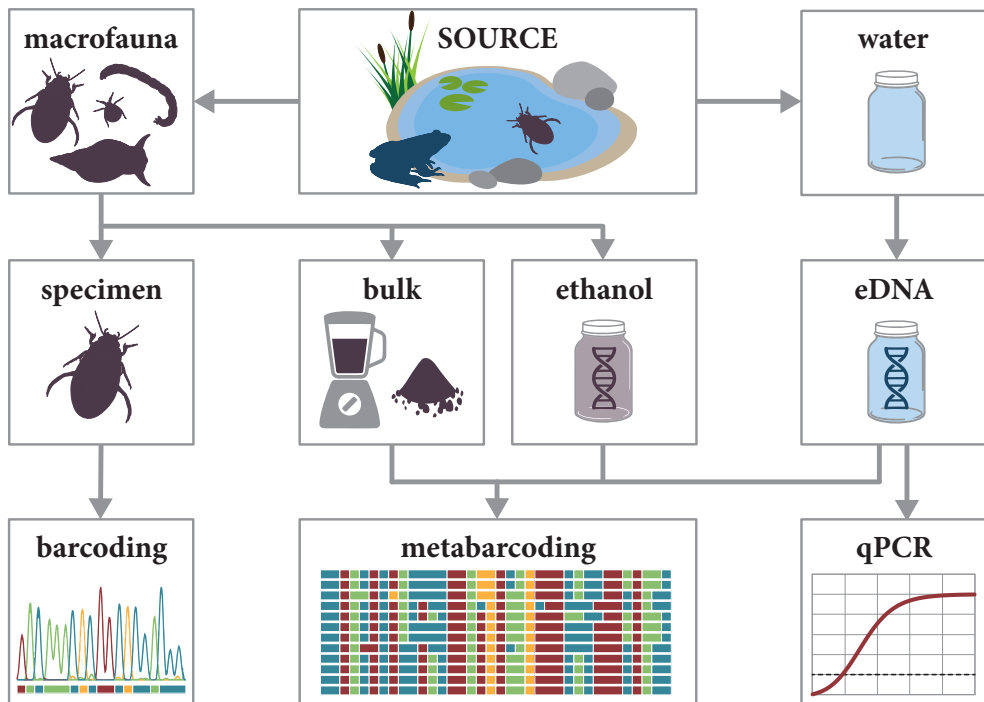 macrofauna
SOURCE
water
specimen
bulk
ethanol
eDNA
barcoding
metabarcoding
qPCR